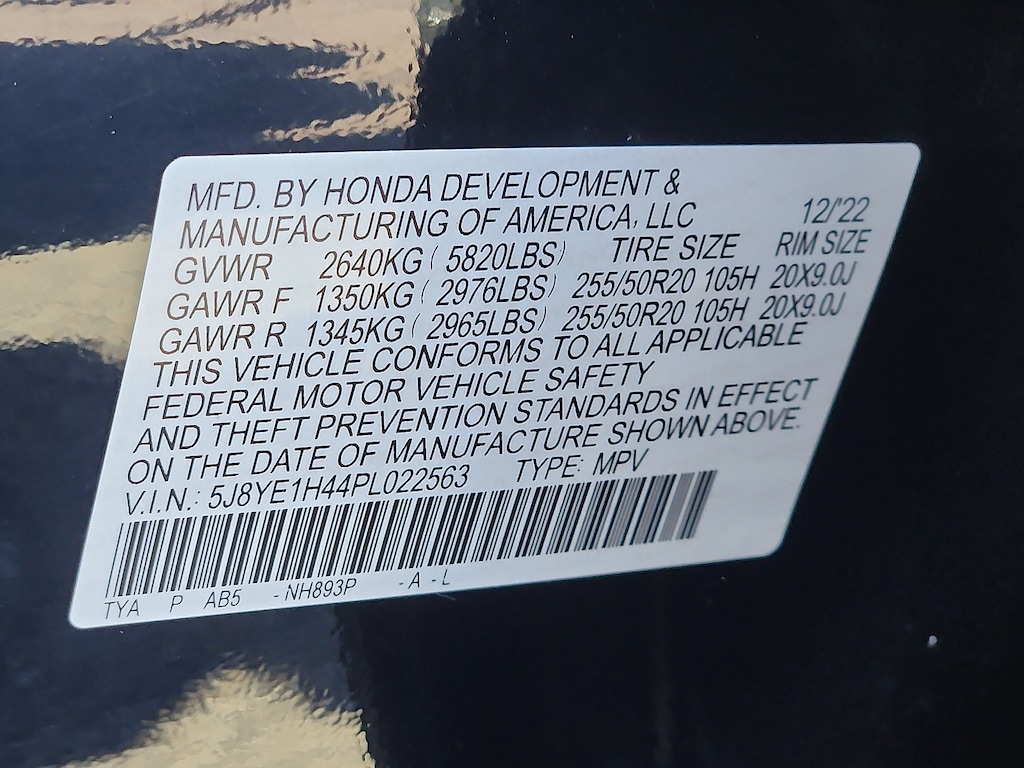 MFD. BY HONDA DEVELOPMENT &
MANUFACTURING OF AMERICA, LLC 12/'22
GVWR 2640KG ( 5820LBS) TIRE SIZE RIM SIZE
GAWR F 1350KG ( 2976LBS) 255/50R20 105H 20X9.0J
GAWR R 1345KG ( 2965LBS) 255/50R20 105H 20X9.0J
THIS VEHICLE CONFORMS TO ALL APPLICABLE
FEDERAL MOTOR VEHICLE SAFETY
AND THEFT PREVENTION STANDARDS IN EFFECT
ON THE DATE OF MANUFACTURE SHOWN ABOVE.
V.I.N.: 5J8YE1H44PL022563 TYPE: MPV
TYA P AB5 -NH893P -A -L